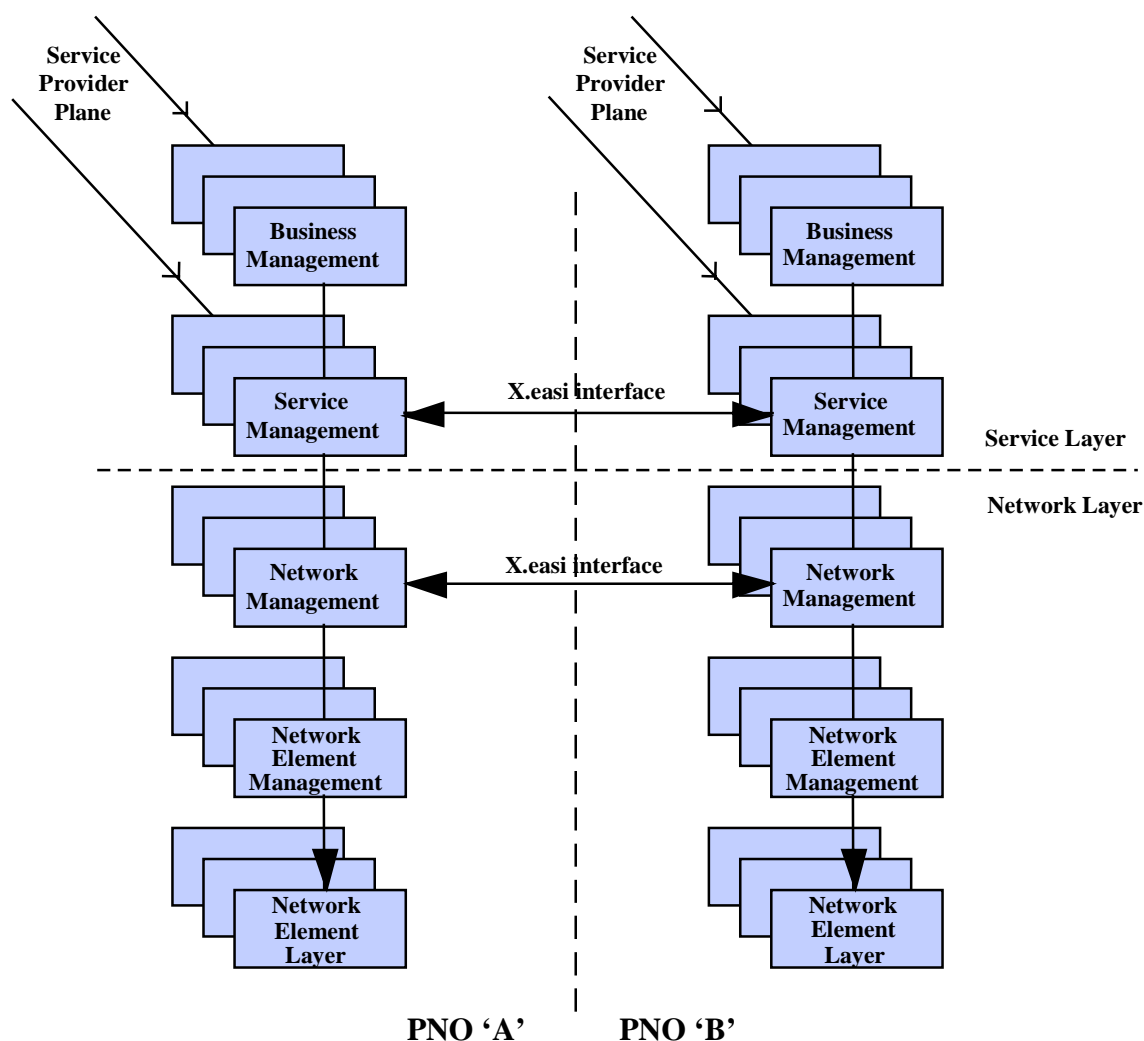 Service
Provider
Plane
Service
Provider
Plane
Business
Management
Business
Management
X.easi interface
Service
Management
Service
Management
Service Layer
Network Layer
X.easi interface
Network
Management
Network
Management
Network
Element
Management
Network
Element
Management
Network
Element
Layer
Network
Element
Layer
PNO ‘A’
PNO ‘B’